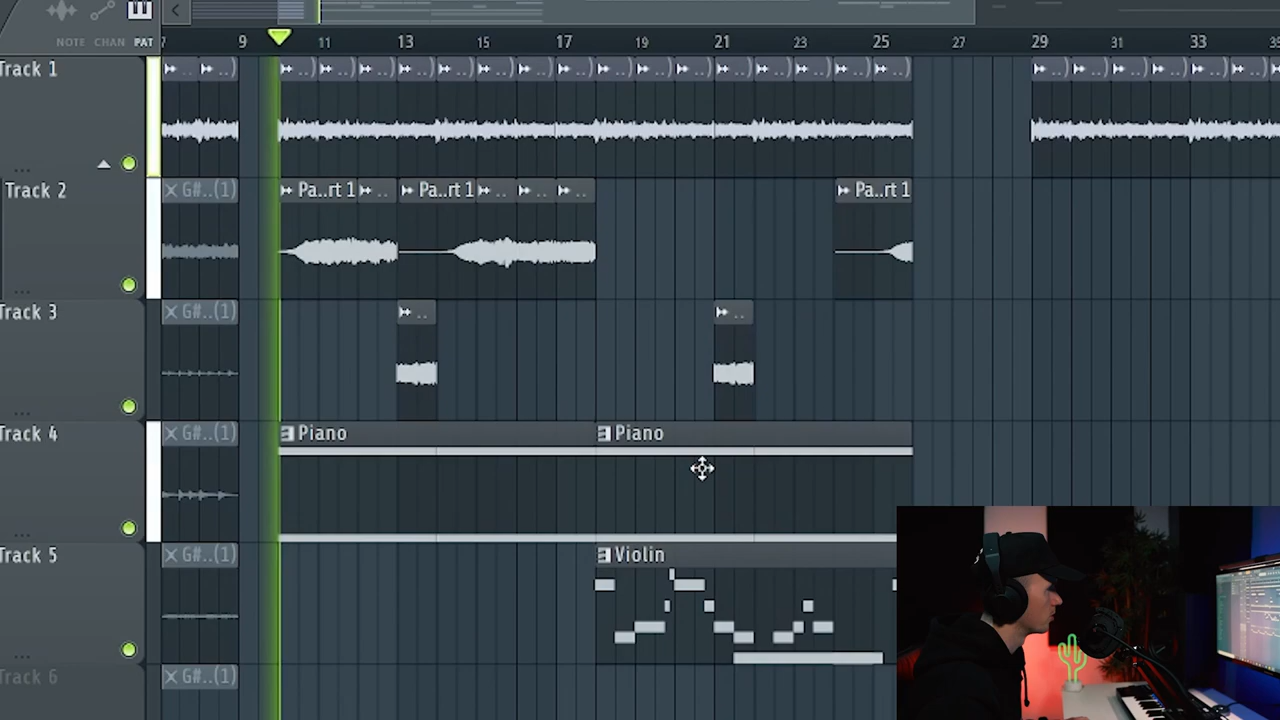 NOTE CHAN PAT
7 9 11 13 15 17 19 21 23 25 27 29 31 33 35
Track 1
Track 2
G#..(1)
Pa..rt 1
Pa..rt 1
Pa..rt 1
Track 3
G#..(1)
Track 4
G#..(1)
Piano
Piano
Track 5
G#..(1)
Violin
Track 6
G#..(1)